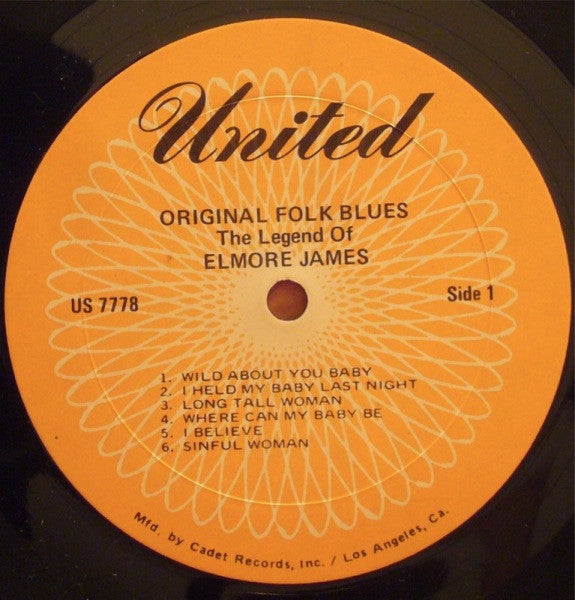 United
ORIGINAL FOLK BLUES
The Legend Of
ELMORE JAMES
US 7778
Side 1
1. WILD ABOUT YOU BABY
2. I HELD MY BABY LAST NIGHT
3. LONG TALL WOMAN
4. WHERE CAN MY BABY BE
5. I BELIEVE
6. SINFUL WOMAN
Mfd. by Cadet Records, Inc. / Los Angeles, Ca.